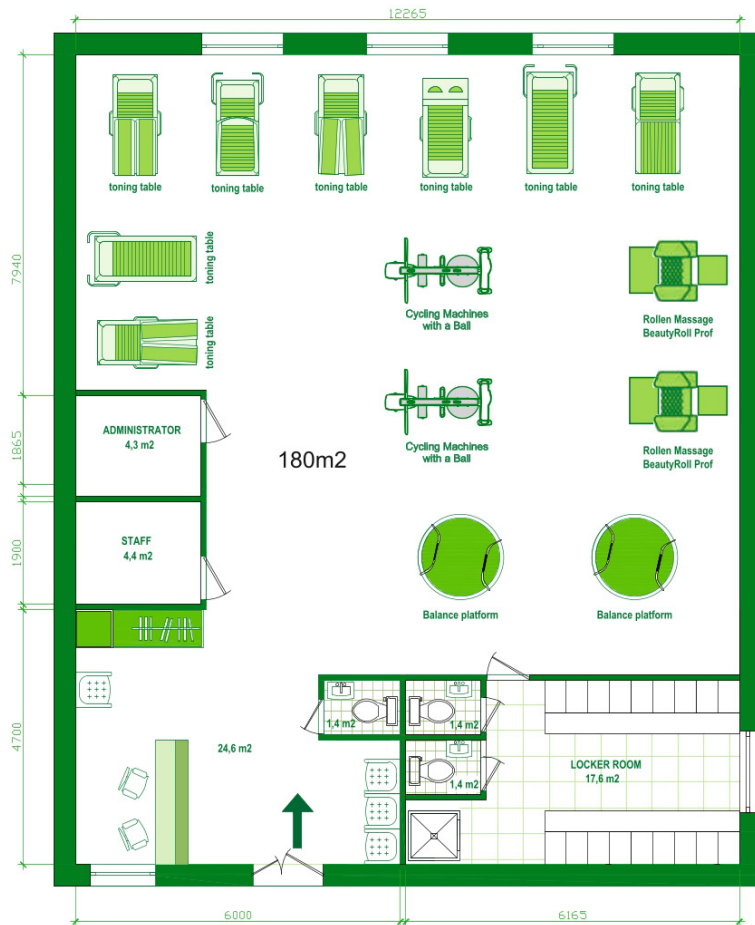 12265
toning table
toning table
toning table
toning table
toning table
toning table
7940
toning table
toning table
Cycling Machines
with a Ball
Rollen Massage
BeautyRoll Prof
ADMINISTRATOR
4,3 m2
1865
180m2
Cycling Machines
with a Ball
Rollen Massage
BeautyRoll Prof
STAFF
4,4 m2
1900
Balance platform
Balance platform
4700
24,6 m2
1,4 m2
1,4 m2
1,4 m2
LOCKER ROOM
17,6 m2
6000
6165